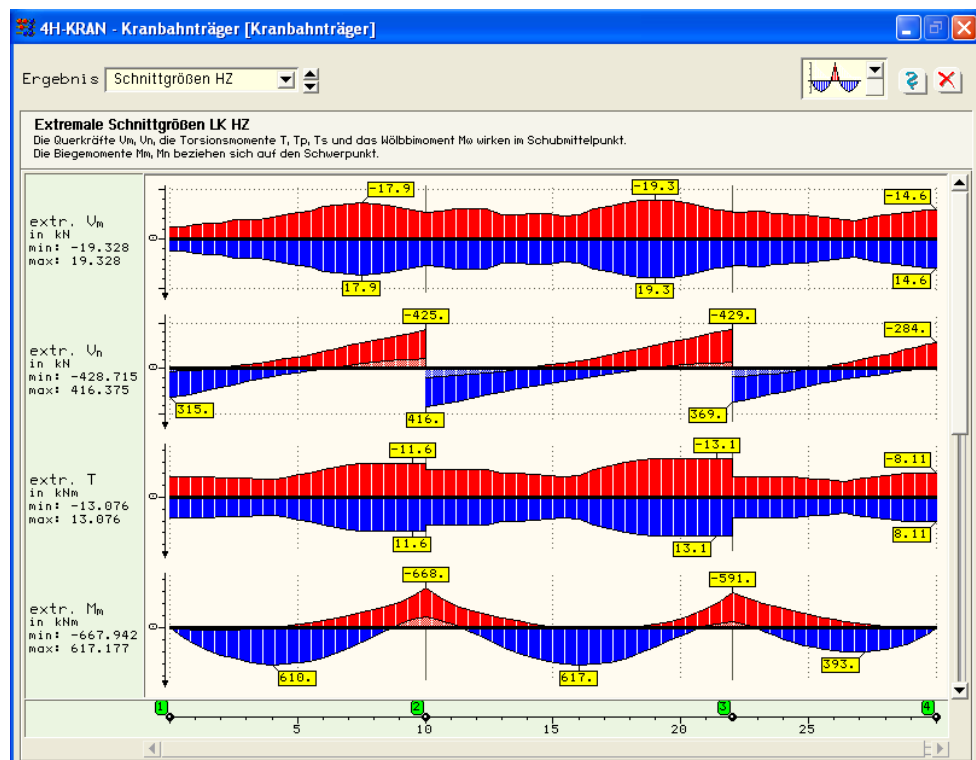 4H-KRAN - Kranbahnträger [Kranbahnträger]
Ergebnis Schnittgrößen HZ
Extremale Schnittgrößen LK HZ
Die Querkräfte Vm, Vn, die Torsionsmomente T, Tp, Ts und das Wölbbimoment Mω wirken im Schubmittelpunkt.
Die Biegemomente Mm, Mn beziehen sich auf den Schwerpunkt.
extr. Vm
in kN
min: -19.328
max: 19.328
0
-17.9
-19.3
-14.6
17.9
19.3
14.6
extr. Vn
in kN
min: -428.715
max: 416.375
0
-425.
-429.
-284.
315.
416.
369.
extr. T
in kNm
min: -13.076
max: 13.076
0
-11.6
-13.1
-8.11
11.6
13.1
8.11
extr. Mm
in kNm
min: -667.942
max: 617.177
0
-668.
-591.
610.
617.
393.
1 2 3 4
5 10 15 20 25